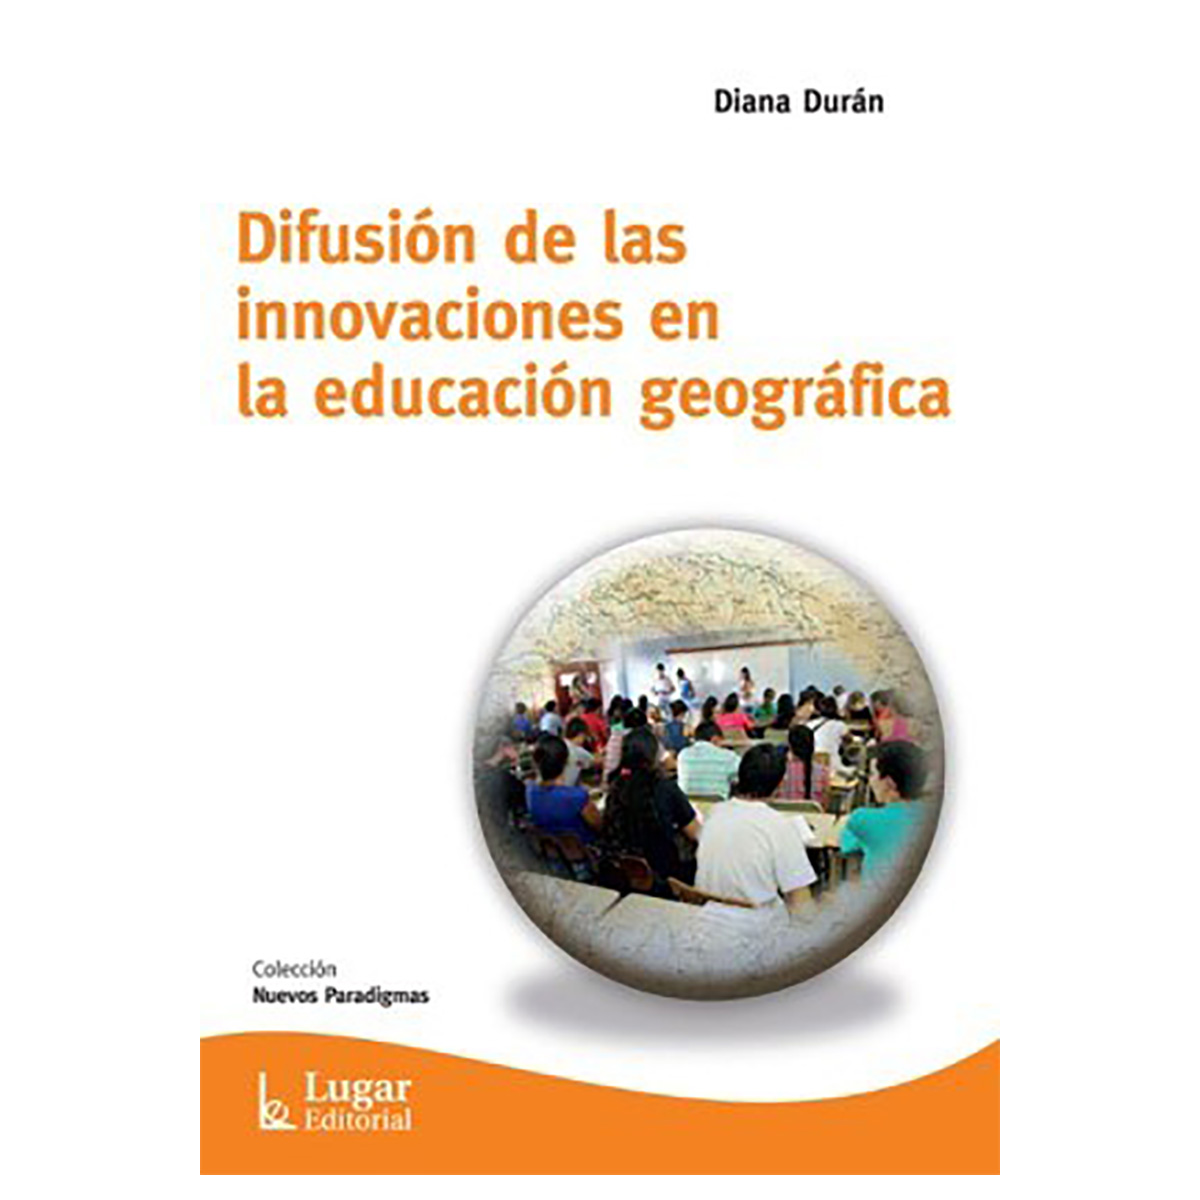 Diana Durán
Difusión de las
innovaciones en
la educación geográfica
Colección
Nuevos Paradigmas
Lugar
Editorial